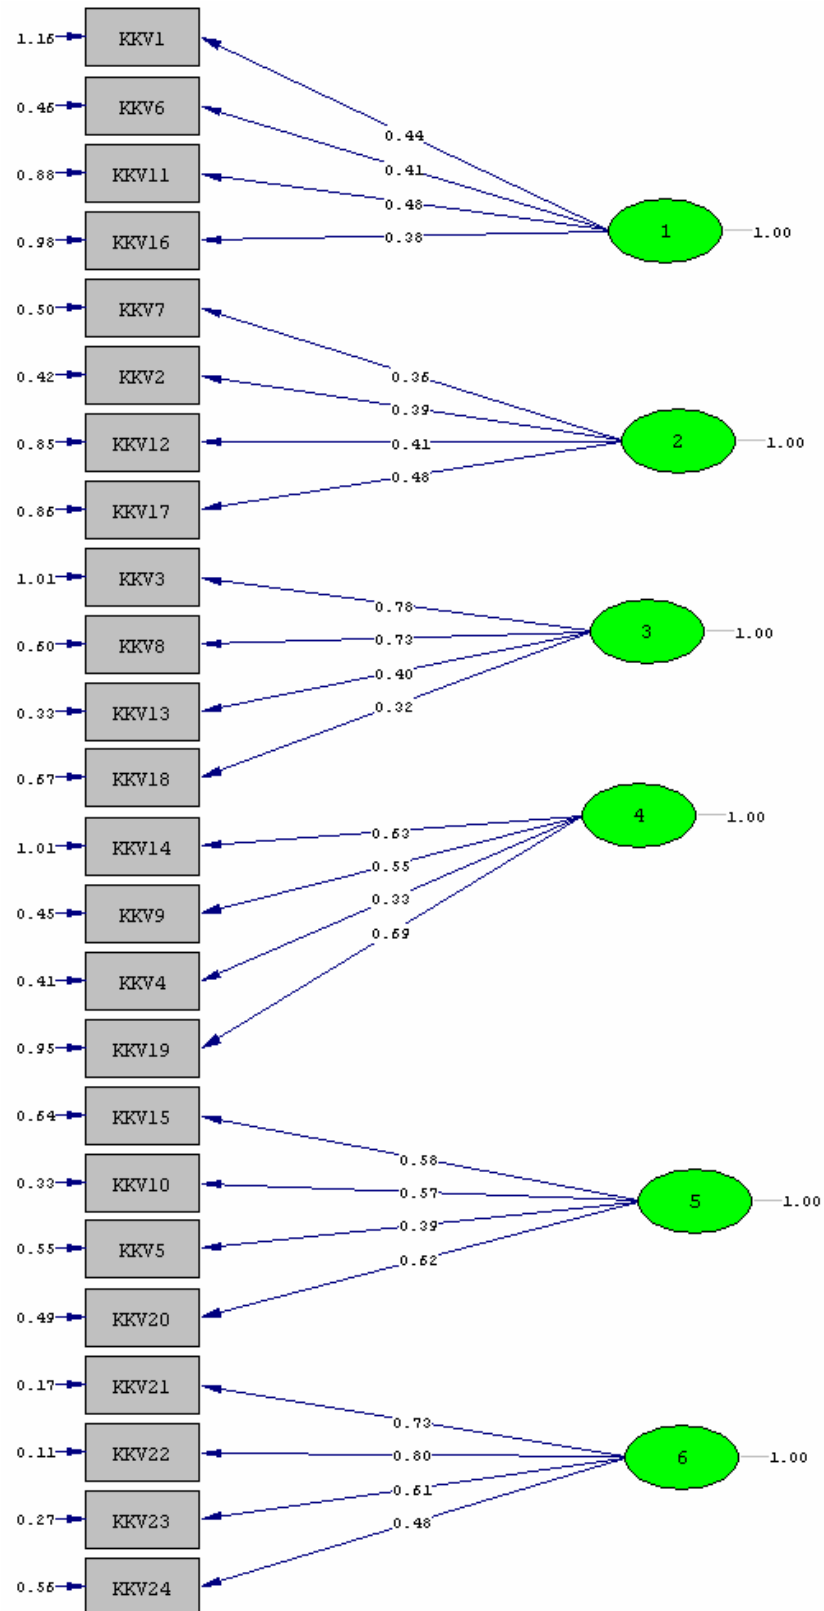 1.16 KKV1
0.46 KKV6
0.44
0.41
0.88 KKV11
0.48
0.98 KKV16
0.38
1 1.00
0.50 KKV7
0.42 KKV2
0.36
0.39
0.85 KKV12
0.41
2 1.00
0.48
0.86 KKV17
1.01 KKV3
0.78
0.60 KKV8
0.73
3 1.00
0.40
0.33 KKV13
0.32
0.67 KKV18
4 1.00
1.01 KKV14
0.63
0.55
0.45 KKV9
0.33
0.69
0.41 KKV4
0.95 KKV19
0.64 KKV15
0.58
0.33 KKV10
0.57
5 1.00
0.39
0.55 KKV5
0.62
0.49 KKV20
0.17 KKV21
0.73
0.11 KKV22
0.80
6 1.00
0.61
0.27 KKV23
0.48
0.56 KKV24